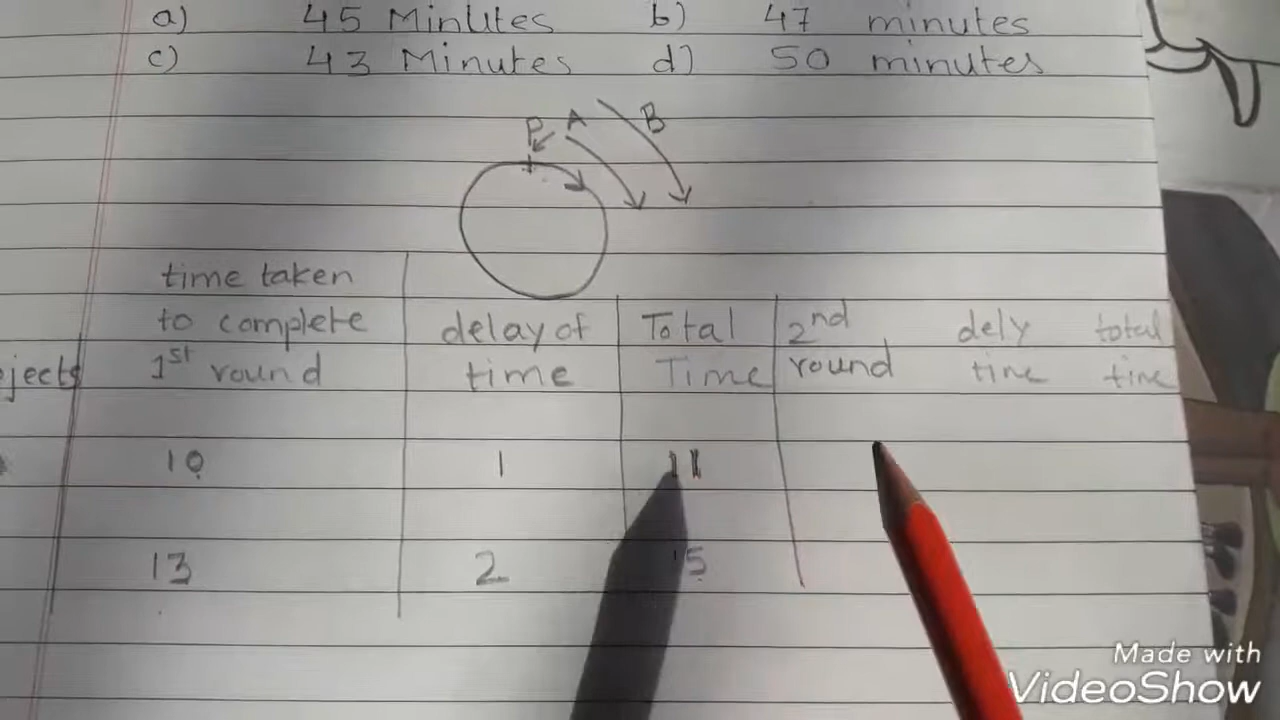 a) 45 Minutes b) 47 minutes
c) 43 Minutes d) 50 minutes
P A B
time taken
to complete delay of Total 2nd dely total
1st round time Time round time time
10 1 11
13 2 15
Made with
VideoShow